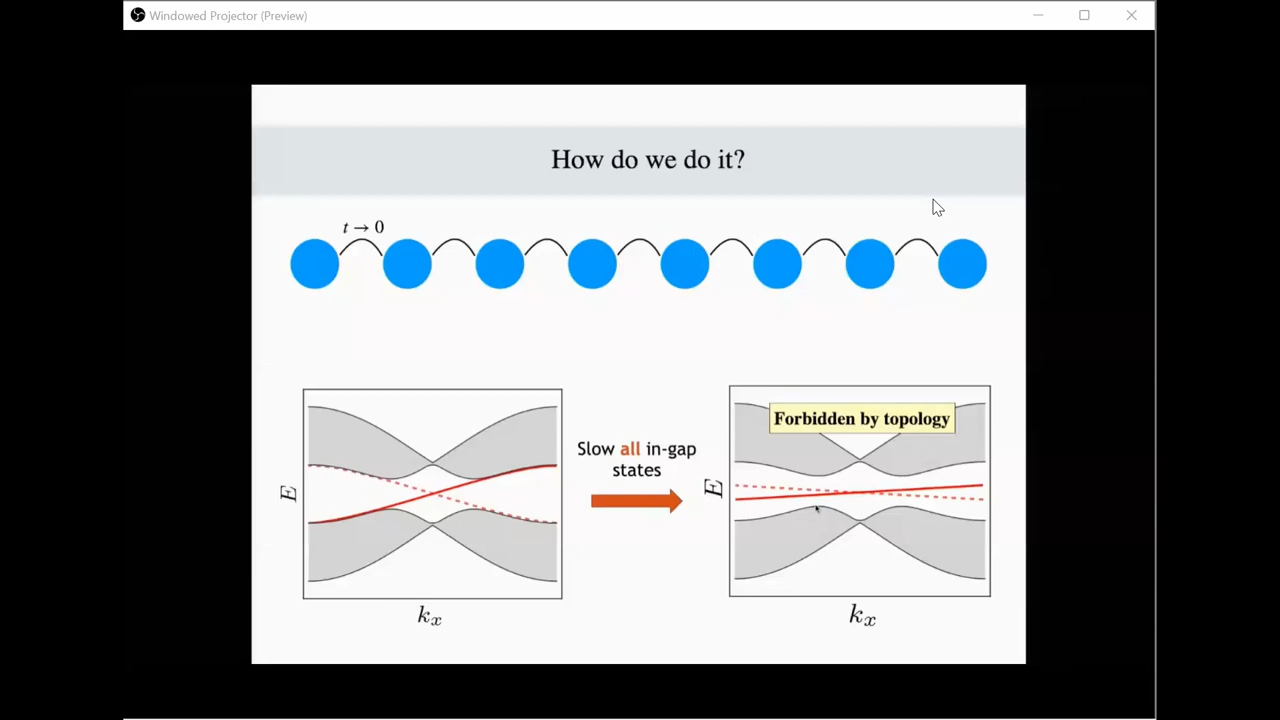 Windowed Projector (Preview)
How do we do it?
t → 0
Slow all in-gap
states
Forbidden by topology
E
k_x
E
k_x